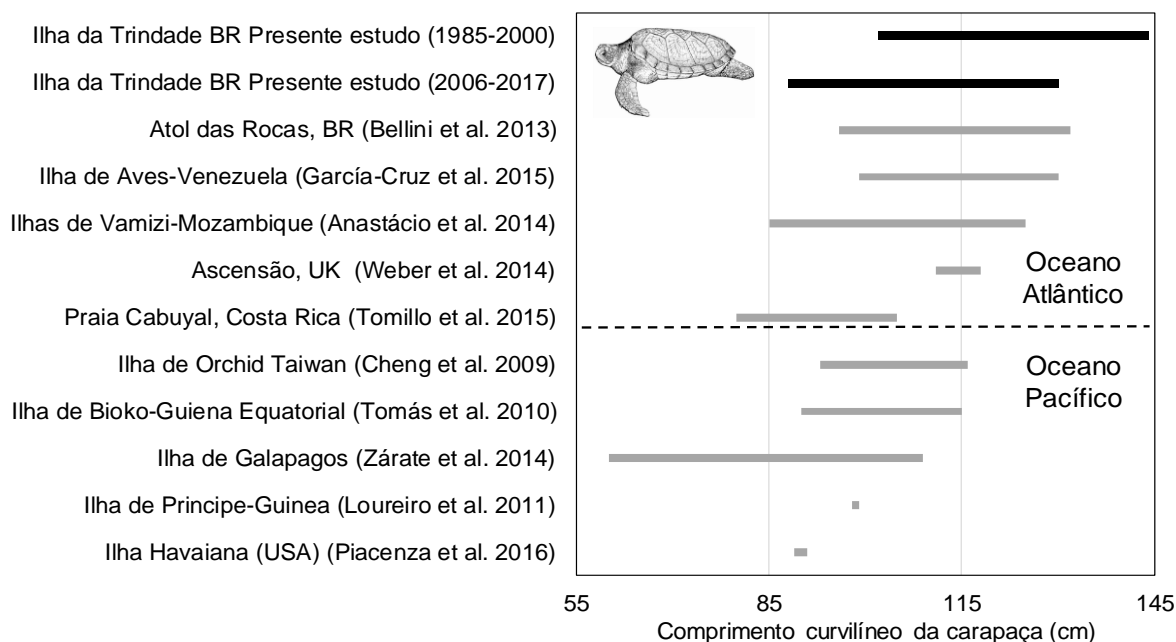 Ilha da Trindade BR Presente estudo (1985-2000)
Ilha da Trindade BR Presente estudo (2006-2017)
Atol das Rocas, BR (Bellini et al. 2013)
Ilha de Aves-Venezuela (García-Cruz et al. 2015)
Ilhas de Vamizi-Mozambique (Anastácio et al. 2014)
Ascensão, UK (Weber et al. 2014)
Praia Cabuyal, Costa Rica (Tomillo et al. 2015)
Ilha de Orchid Taiwan (Cheng et al. 2009)
Ilha de Bioko-Guiena Equatorial (Tomás et al. 2010)
Ilha de Galapagos (Zárate et al. 2014)
Ilha de Principe-Guinea (Loureiro et al. 2011)
Ilha Havaiana (USA) (Piacenza et al. 2016)
Oceano
Atlântico
Oceano
Pacífico
55 85 115 145
Comprimento curvilíneo da carapaça (cm)